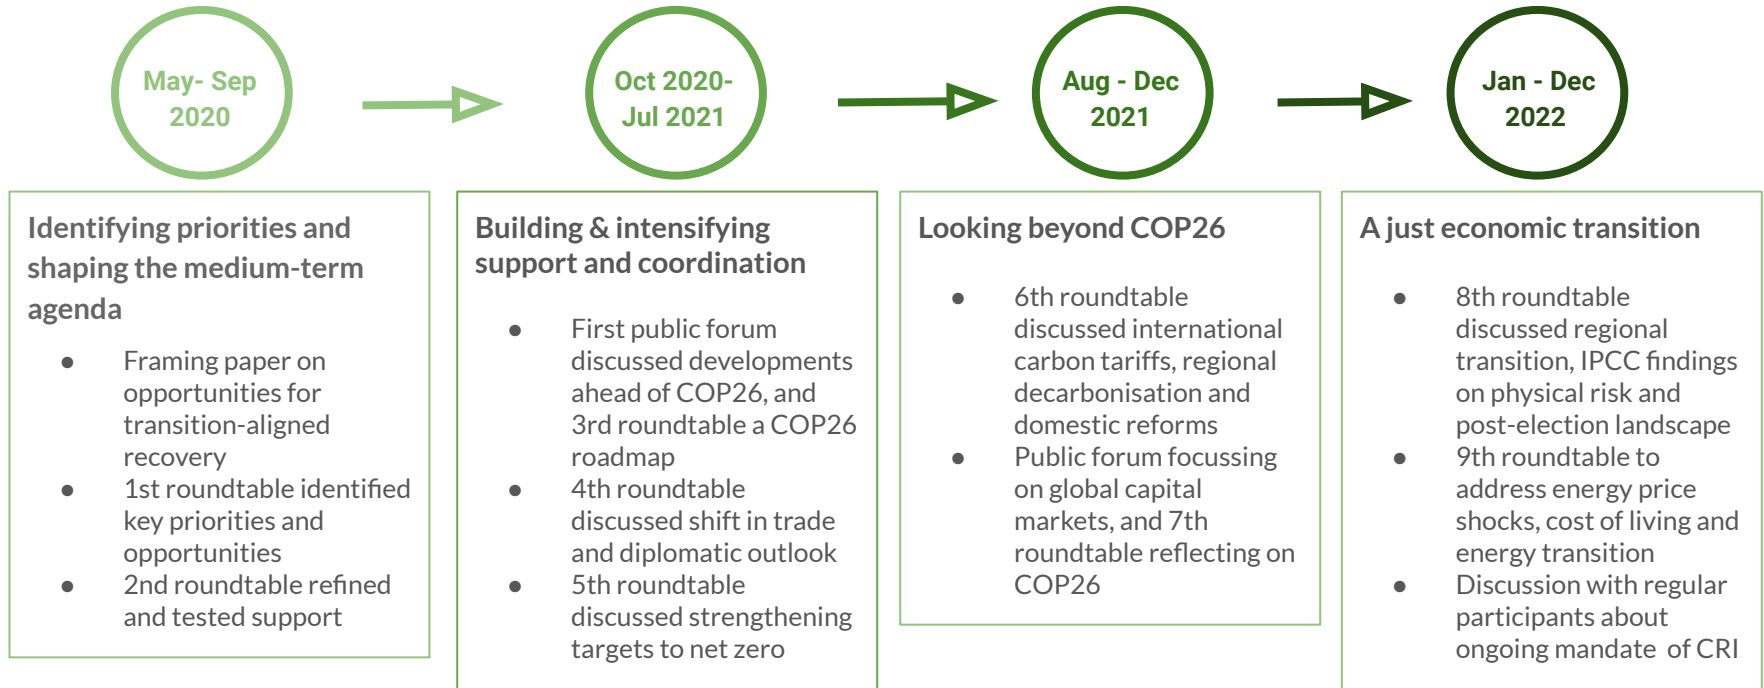 May- Sep
2020
Oct 2020-
Jul 2021
Aug - Dec
2021
Jan - Dec
2022
Identifying priorities and
shaping the medium-term
agenda
● Framing paper on
opportunities for
transition-aligned
recovery
● 1st roundtable identified
key priorities and
opportunities
● 2nd roundtable refined
and tested support
Building & intensifying
support and coordination
● First public forum
discussed developments
ahead of COP26, and
3rd roundtable a COP26
roadmap
● 4th roundtable
discussed shift in trade
and diplomatic outlook
● 5th roundtable
discussed strengthening
targets to net zero
Looking beyond COP26
● 6th roundtable
discussed international
carbon tariffs, regional
decarbonisation and
domestic reforms
● Public forum focussing
on global capital
markets, and 7th
roundtable reflecting on
COP26
A just economic transition
● 8th roundtable
discussed regional
transition, IPCC findings
on physical risk and
post-election landscape
● 9th roundtable to
address energy price
shocks, cost of living and
energy transition
● Discussion with regular
participants about
ongoing mandate of CRI